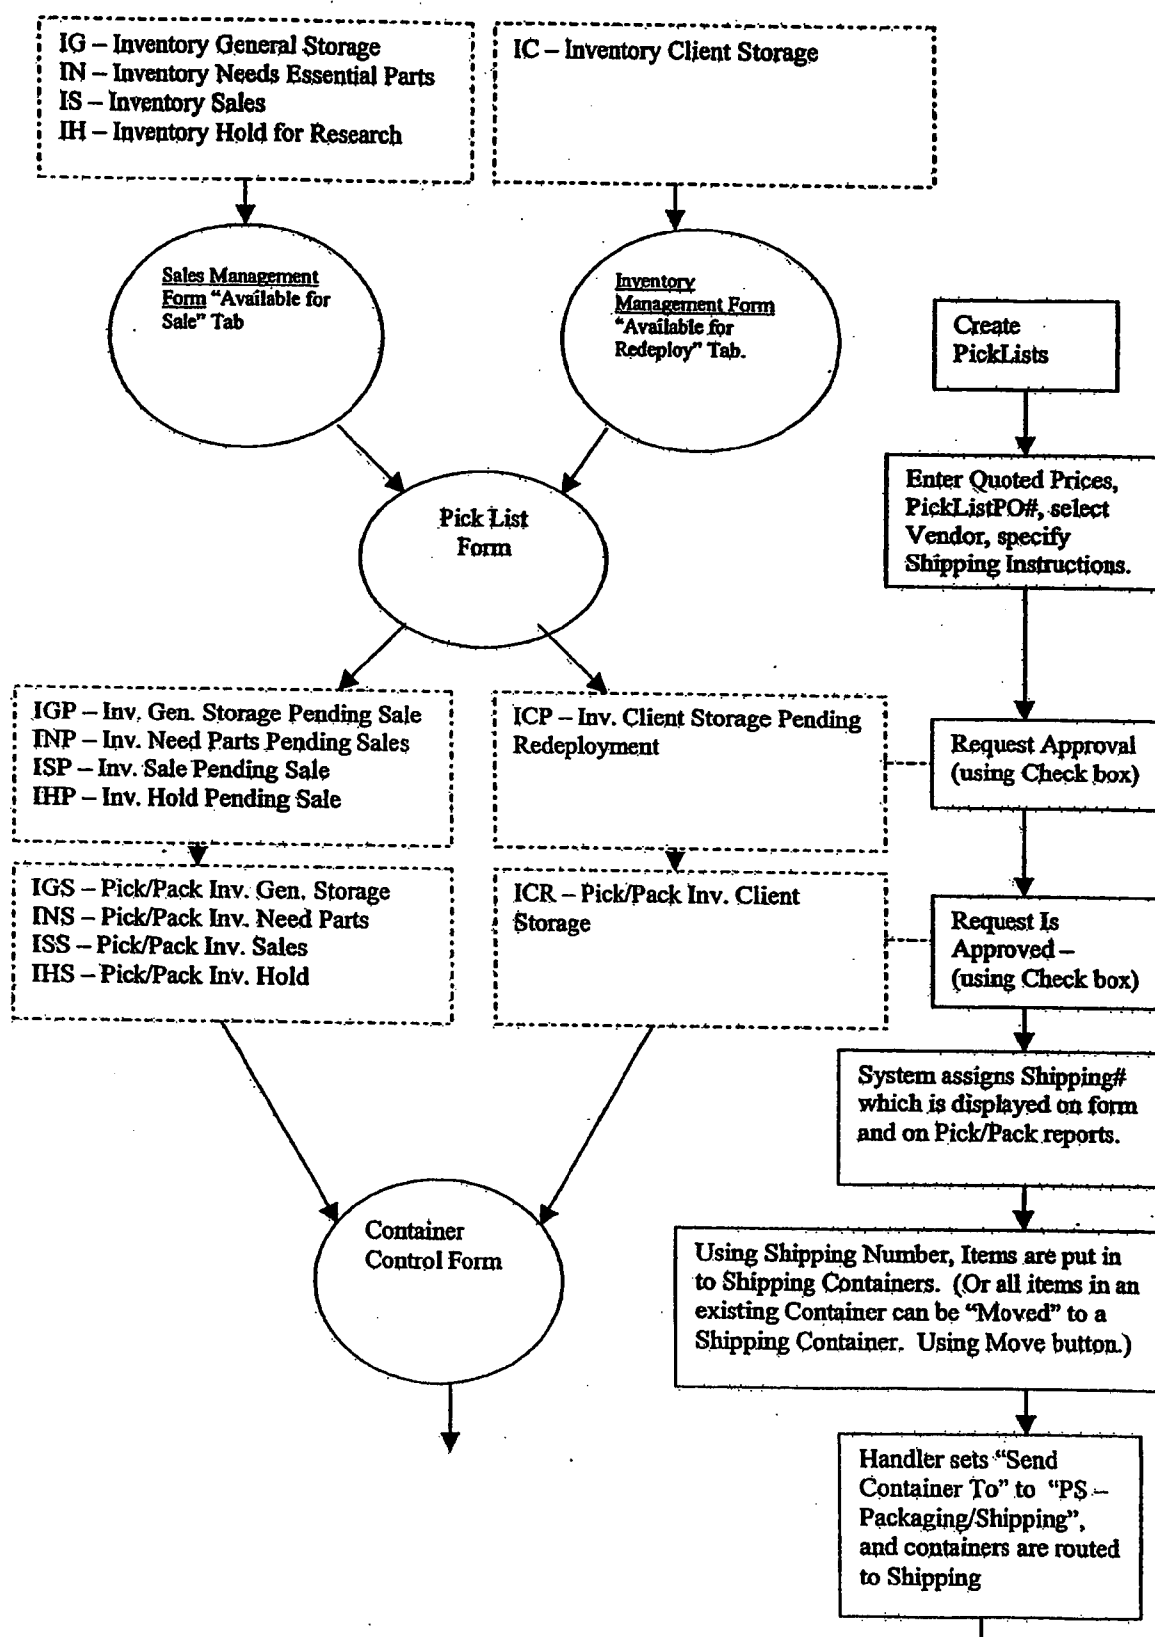 IG – Inventory General Storage
IN – Inventory Needs Essential Parts
IS – Inventory Sales
IH – Inventory Hold for Research
IC – Inventory Client Storage
Sales Management
Form “Available for
Sale” Tab
Inventory
Management Form
“Available for
Redeploy” Tab.
Create
PickLists
Enter Quoted Prices,
PickListPO#, select
Vendor, specify
Shipping Instructions.
Pick List
Form
IGP – Inv. Gen. Storage Pending Sale
INP – Inv. Need Parts Pending Sales
ISP – Inv. Sale Pending Sale
IHP – Inv. Hold Pending Sale
ICP – Inv. Client Storage Pending
Redeployment
Request Approval
(using Check box)
IGS – Pick/Pack Inv. Gen. Storage
INS – Pick/Pack Inv. Need Parts
ISS – Pick/Pack Inv. Sales
IHS – Pick/Pack Inv. Hold
ICR – Pick/Pack Inv. Client
Storage
Request Is
Approved –
(using Check box)
System assigns Shipping#
which is displayed on form
and on Pick/Pack reports.
Container
Control Form
Using Shipping Number, Items are put in
to Shipping Containers. (Or all items in an
existing Container can be “Moved” to a
Shipping Container. Using Move button.)
Handler sets “Send
Container To” to “PS –
Packaging/Shipping”,
and containers are routed
to Shipping